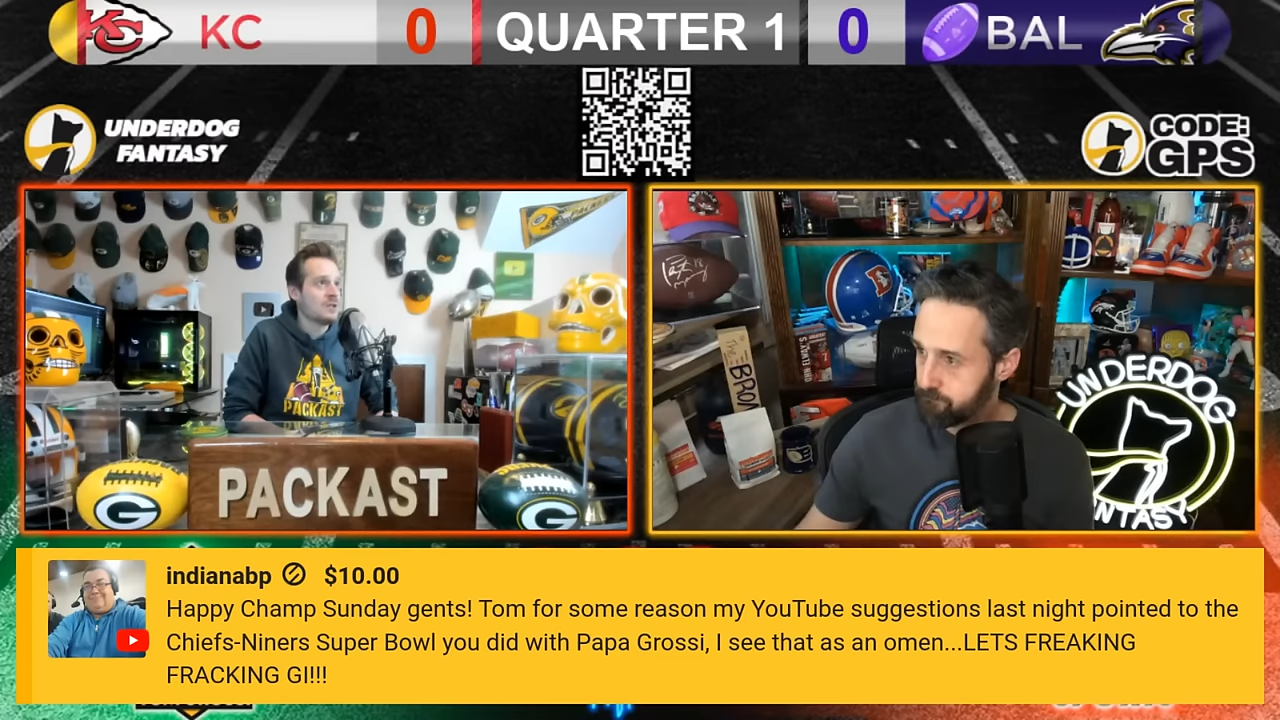 KC 0 QUARTER 1 0 BAL
UNDERDOG
FANTASY
CODE:
GPS
PACKERS
PACKAST
PACKAST
G
G
UNDERDOG
NTASY
indianabp $10.00
Happy Champ Sunday gents! Tom for some reason my YouTube suggestions last night pointed to the
Chiefs-Niners Super Bowl you did with Papa Grossi, I see that as an omen...LETS FREAKING
FRACKING GI!!!